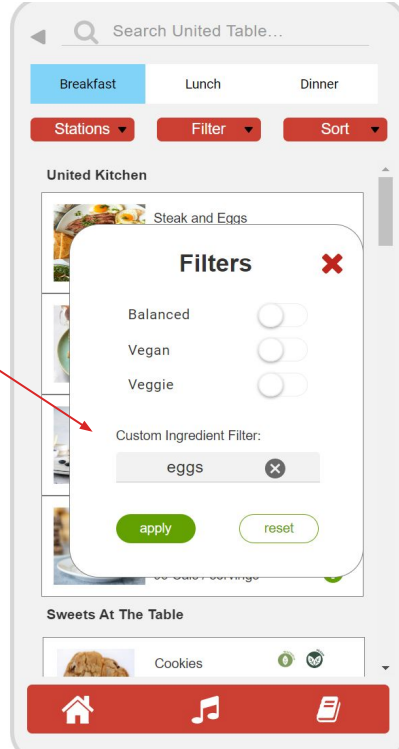 Search United Table...
Breakfast Lunch Dinner
Stations Filter Sort
United Kitchen
Steak and Eggs
Filters
Balanced
Vegan
Veggie
Custom Ingredient Filter:
eggs
apply reset
Sweets At The Table
Cookies